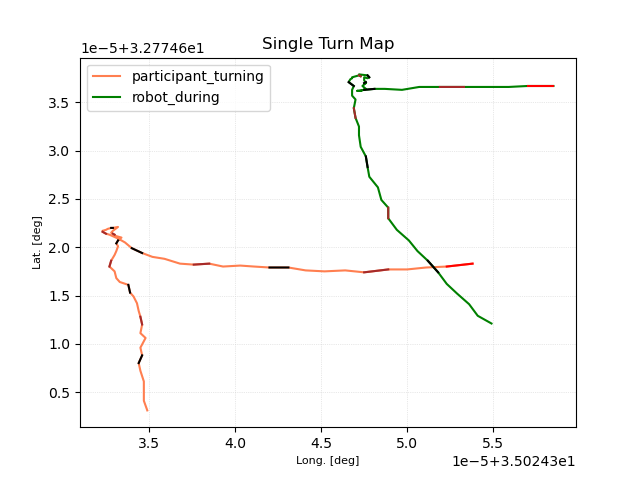 Single Turn Map
1e−5+3.27746e1
participant_turning
robot_during
3.5
3.0
2.5
2.0
1.5
1.0
0.5
Lat. [deg]
3.5 4.0 4.5 5.0 5.5
Long. [deg]
1e−5+3.50243e1